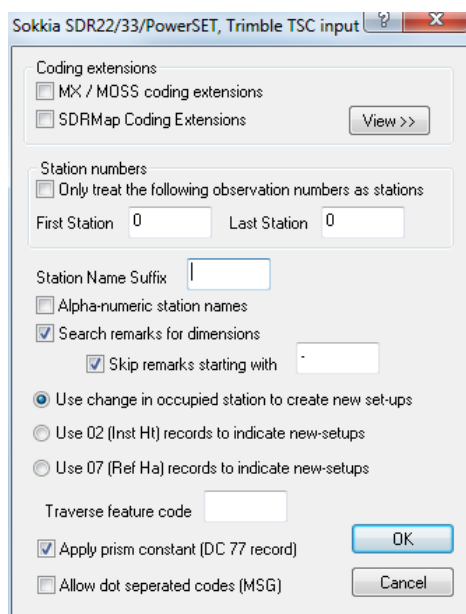 Sokkia SDR22/33/PowerSET, Trimble TSC input
Coding extensions
MX / MOSS coding extensions
SDRMap Coding Extensions
View >>
Station numbers
Only treat the following observation numbers as stations
First Station 0 Last Station 0
Station Name Suffix
Alpha-numeric station names
Search remarks for dimensions
Skip remarks starting with -
Use change in occupied station to create new set-ups
Use 02 (Inst Ht) records to indicate new-setups
Use 07 (Ref Ha) records to indicate new-setups
Traverse feature code
Apply prism constant (DC 77 record)
OK
Allow dot seperated codes (MSG)
Cancel